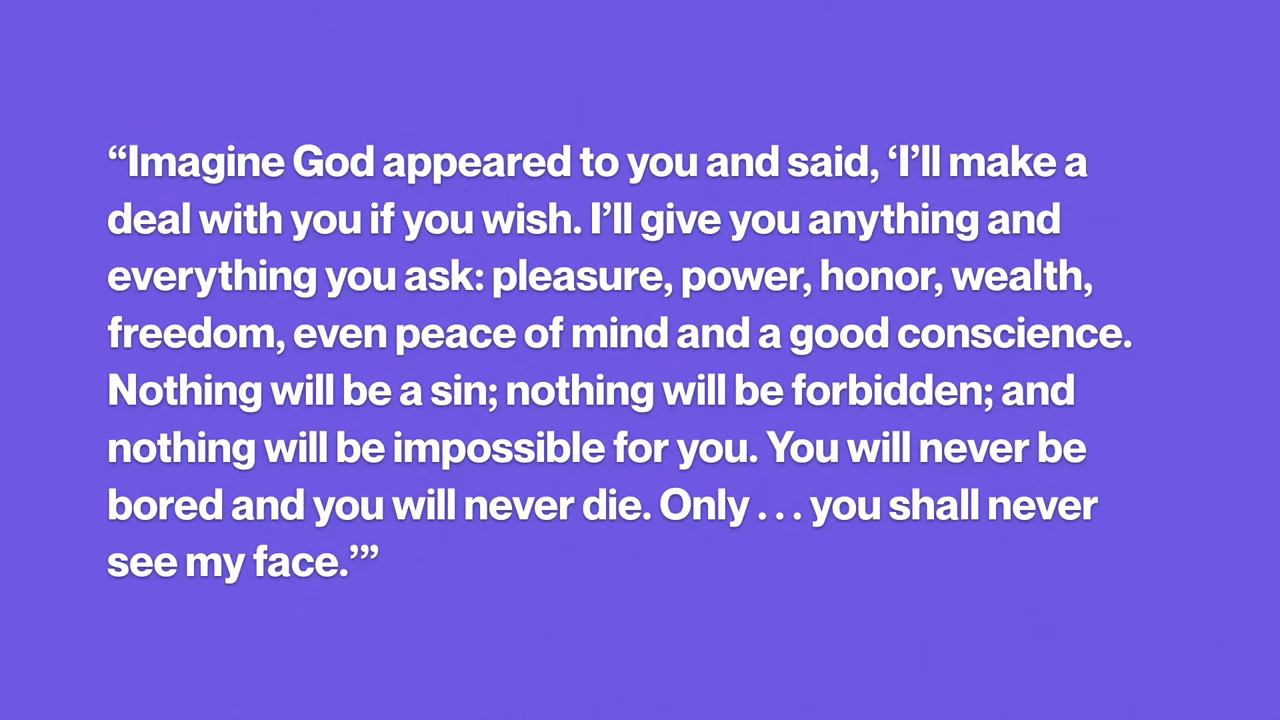 “Imagine God appeared to you and said, ‘I’ll make a
deal with you if you wish. I’ll give you anything and
everything you ask: pleasure, power, honor, wealth,
freedom, even peace of mind and a good conscience.
Nothing will be a sin; nothing will be forbidden; and
nothing will be impossible for you. You will never be
bored and you will never die. Only . . . you shall never
see my face.’”